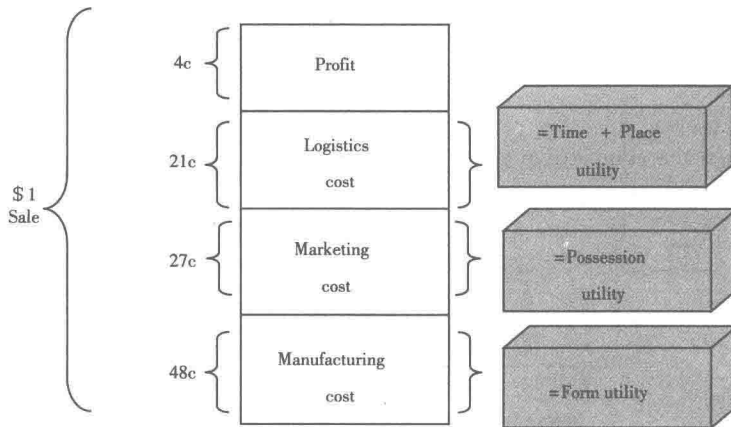 4c
Profit
21c
Logistics
cost
=Time + Place
utility
$1
Sale
27c
Marketing
cost
=Possession
utility
48c
Manufacturing
cost
=Form utility